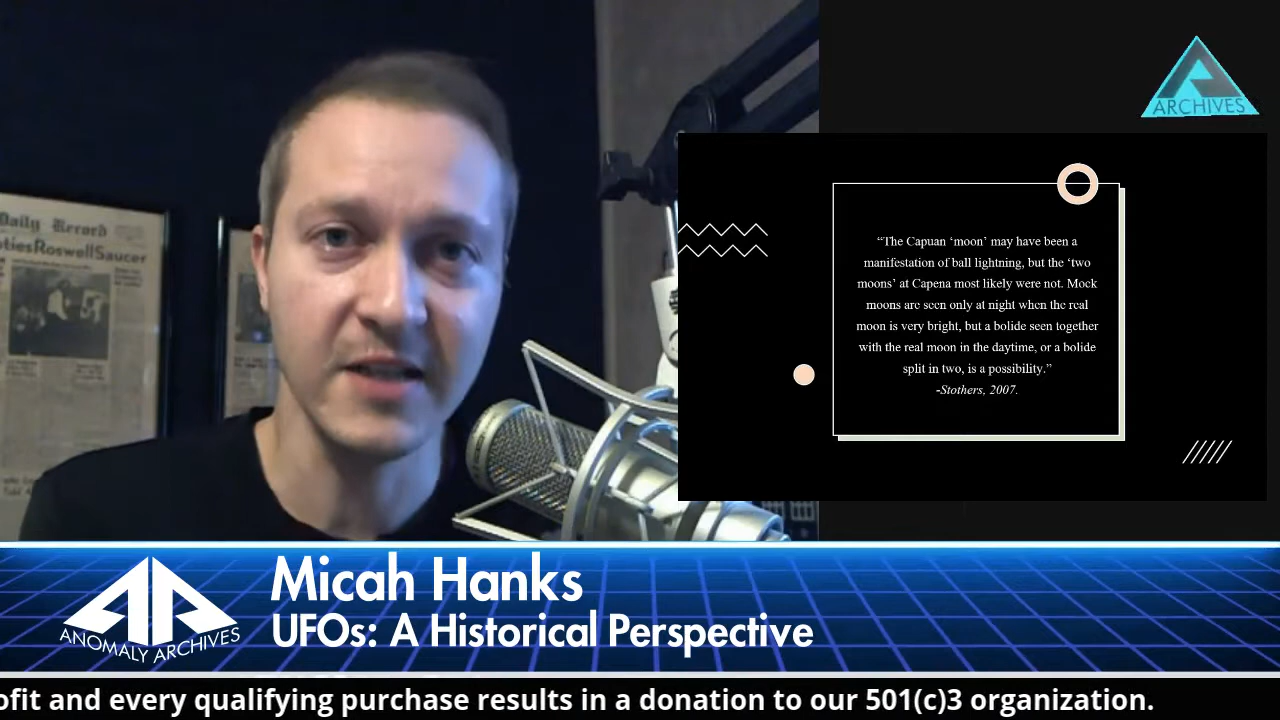 Daily Record
tiesRoswellSaucer
ARCHIVES
“The Capuan ‘moon’ may have been a
manifestation of ball lightning, but the ‘two
moons’ at Capena most likely were not. Mock
moons are seen only at night when the real
moon is very bright, but a bolide seen together
with the real moon in the daytime, or a bolide
split in two, is a possibility.”
-Stothers, 2007.
Micah Hanks
UFOs: A Historical Perspective
ANOMALY ARCHIVES
ofit and every qualifying purchase results in a donation to our 501(c)3 organization.